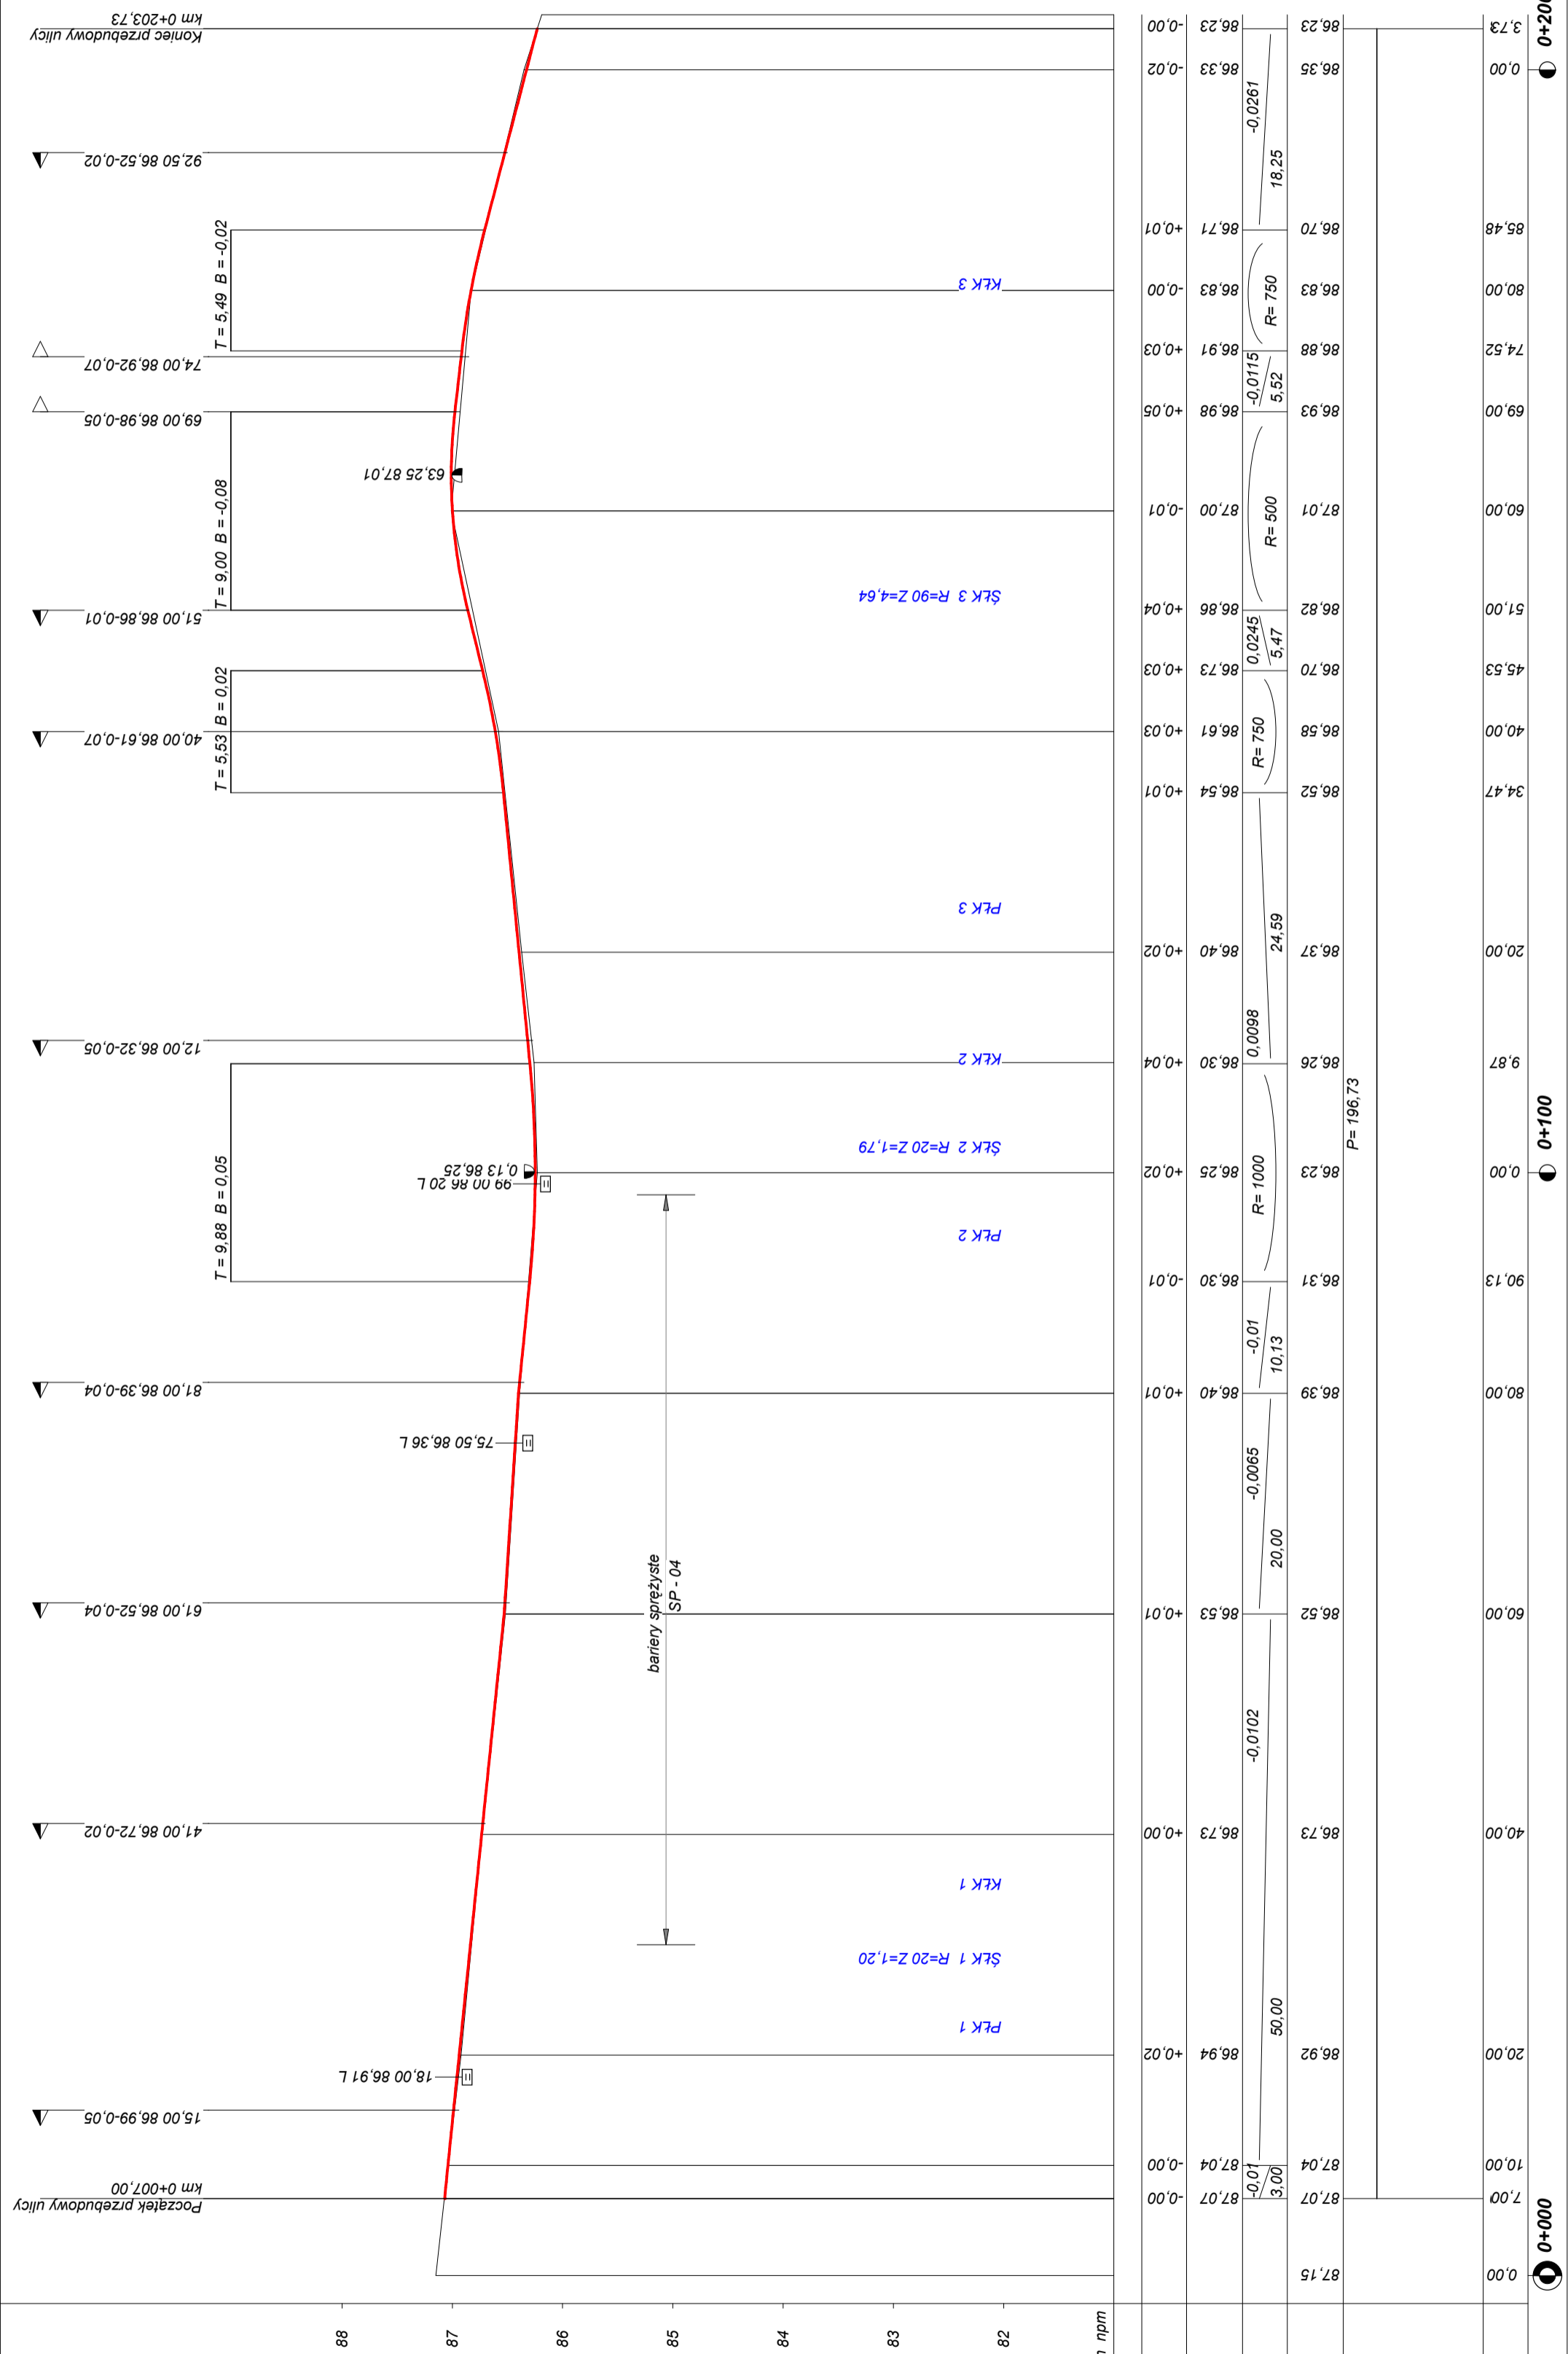 Początek przebudowy ulicy
km 0+007,00
15,00 86,99-0,05
41,00 86,72-0,02
61,00 86,52-0,04
81,00 86,39-0,04
12,00 86,32-0,05
40,00 86,61-0,07
51,00 86,86-0,01
69,00 86,98-0,05
74,00 86,92-0,07
92,50 86,52-0,02
Koniec przebudowy ulicy
km 0+203,73
T = 9,88 B = 0,05
T = 5,53 B = 0,02
T = 9,00 B = -0,08
T = 5,49 B = -0,02
18,00 86,91 L
75,50 86,36 L
99,00 86,20 L
0,13 86,25
63,25 87,01
88
87
86
85
84
83
82
npm
bariery sprężyste
SP - 04
PŁK 1
ŚŁK 1 R=20 Z=1,20
KŁK 1
PŁK 2
ŚŁK 2 R=20 Z=1,79
KŁK 2
PŁK 3
ŚŁK 3 R=90 Z=4,64
KŁK 3
-0,00 -0,00 +0,02 +0,00 +0,01 +0,01 -0,01 +0,02 +0,04 +0,02 +0,01 +0,03 +0,03 +0,04 -0,01 +0,05 +0,03 -0,00 +0,01 -0,02 -0,00
87,07 87,04 86,94 86,73 86,53 86,40 86,30 86,25 86,30 86,40 86,54 86,61 86,73 86,86 87,00 86,98 86,91 86,83 86,71 86,33 86,23
-0,01 -0,0102 -0,0065 -0,01 R= 1000 0,0098 R= 750 0,0245 R= 500 -0,0115 R= 750 -0,0261
3,00 50,00 20,00 10,13 24,59 5,47 5,52 18,25
87,15 87,07 87,04 86,92 86,73 86,52 86,39 86,31 86,23 86,26 86,37 86,52 86,58 86,70 86,82 87,01 86,93 86,88 86,83 86,70 86,35 86,23
P= 196,73
0,00 7,00 10,00 20,00 40,00 60,00 80,00 90,13 0,00 9,87 20,00 34,47 40,00 45,53 51,00 60,00 69,00 74,52 80,00 85,48 0,00 3,73
0+000 0+100